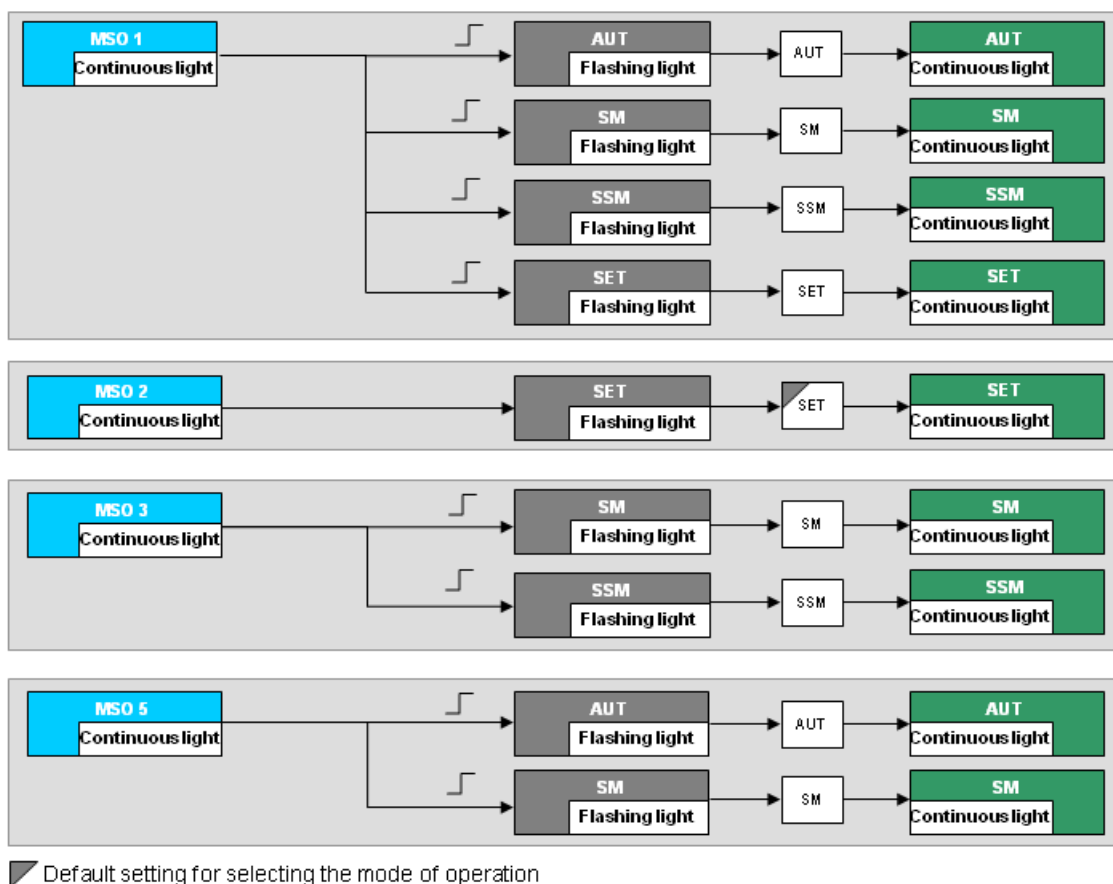 MSO 1
Continuous light
AUT
Flashing light
AUT
AUT
Continuous light
SM
Flashing light
SM
SM
Continuous light
SSM
Flashing light
SSM
SSM
Continuous light
SET
Flashing light
SET
SET
Continuous light
MSO 2
Continuous light
SET
Flashing light
SET
SET
Continuous light
MSO 3
Continuous light
SM
Flashing light
SM
SM
Continuous light
SSM
Flashing light
SSM
SSM
Continuous light
MSO 5
Continuous light
AUT
Flashing light
AUT
AUT
Continuous light
SM
Flashing light
SM
SM
Continuous light
Default setting for selecting the mode of operation